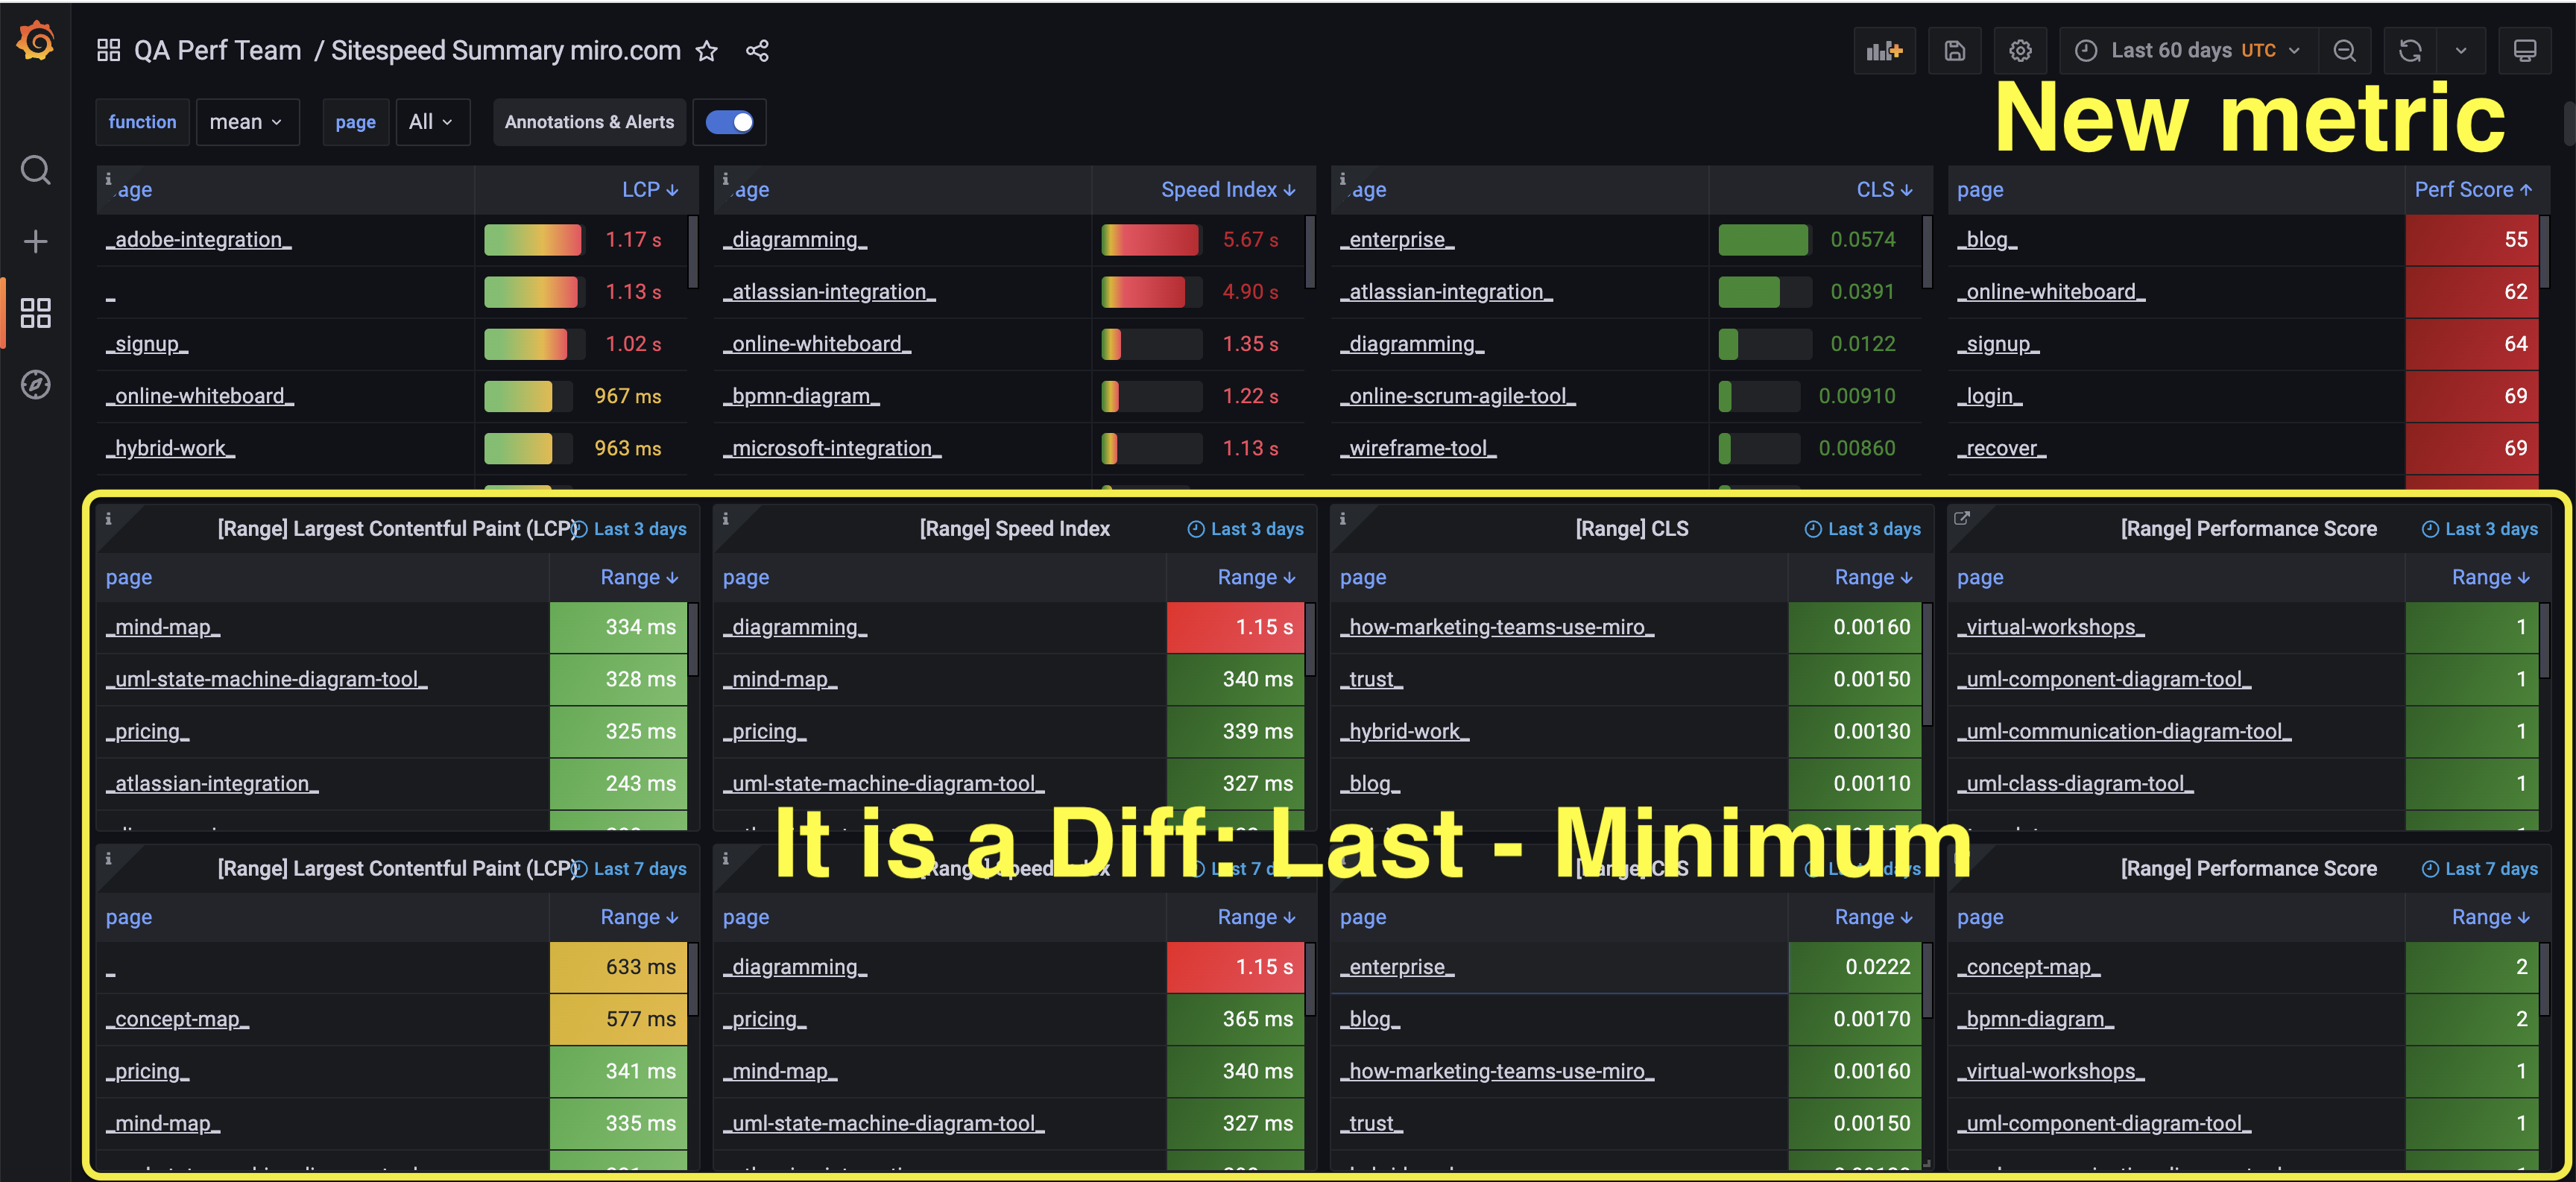 QA Perf Team / Sitespeed Summary miro.com
Last 60 days UTC
New metric
function mean page All Annotations & Alerts
age LCP
_adobe-integration_ 1.17 s
_ 1.13 s
_signup_ 1.02 s
_online-whiteboard_ 967 ms
_hybrid-work_ 963 ms
age Speed Index
_diagramming_ 5.67 s
_atlassian-integration_ 4.90 s
_online-whiteboard_ 1.35 s
_bpmn-diagram_ 1.22 s
_microsoft-integration_ 1.13 s
age CLS
_enterprise_ 0.0574
_atlassian-integration_ 0.0391
_diagramming_ 0.0122
_online-scrum-agile-tool_ 0.00910
_wireframe-tool_ 0.00860
page Perf Score
_blog_ 55
_online-whiteboard_ 62
_signup_ 64
_login_ 69
_recover_ 69
[Range] Largest Contentful Paint (LCP) Last 3 days
page Range
_mind-map_ 334 ms
_uml-state-machine-diagram-tool_ 328 ms
_pricing_ 325 ms
_atlassian-integration_ 243 ms
[Range] Speed Index Last 3 days
page Range
_diagramming_ 1.15 s
_mind-map_ 340 ms
_pricing_ 339 ms
_uml-state-machine-diagram-tool_ 327 ms
[Range] CLS Last 3 days
page Range
_how-marketing-teams-use-miro_ 0.00160
_trust_ 0.00150
_hybrid-work_ 0.00130
_blog_ 0.00110
[Range] Performance Score Last 3 days
page Range
_virtual-workshops_ 1
_uml-component-diagram-tool_ 1
_uml-communication-diagram-tool_ 1
_uml-class-diagram-tool_ 1
It is a Diff: Last - Minimum
[Range] Largest Contentful Paint (LCP) Last 7 days
page Range
_ 633 ms
_concept-map_ 577 ms
_pricing_ 341 ms
_mind-map_ 335 ms
[Range] Speed Index Last 7 days
page Range
_diagramming_ 1.15 s
_pricing_ 365 ms
_mind-map_ 340 ms
_uml-state-machine-diagram-tool_ 327 ms
[Range] CLS Last 7 days
page Range
_enterprise_ 0.0222
_blog_ 0.00170
_how-marketing-teams-use-miro_ 0.00160
_trust_ 0.00150
[Range] Performance Score Last 7 days
page Range
_concept-map_ 2
_bpmn-diagram_ 2
_virtual-workshops_ 1
_uml-component-diagram-tool_ 1